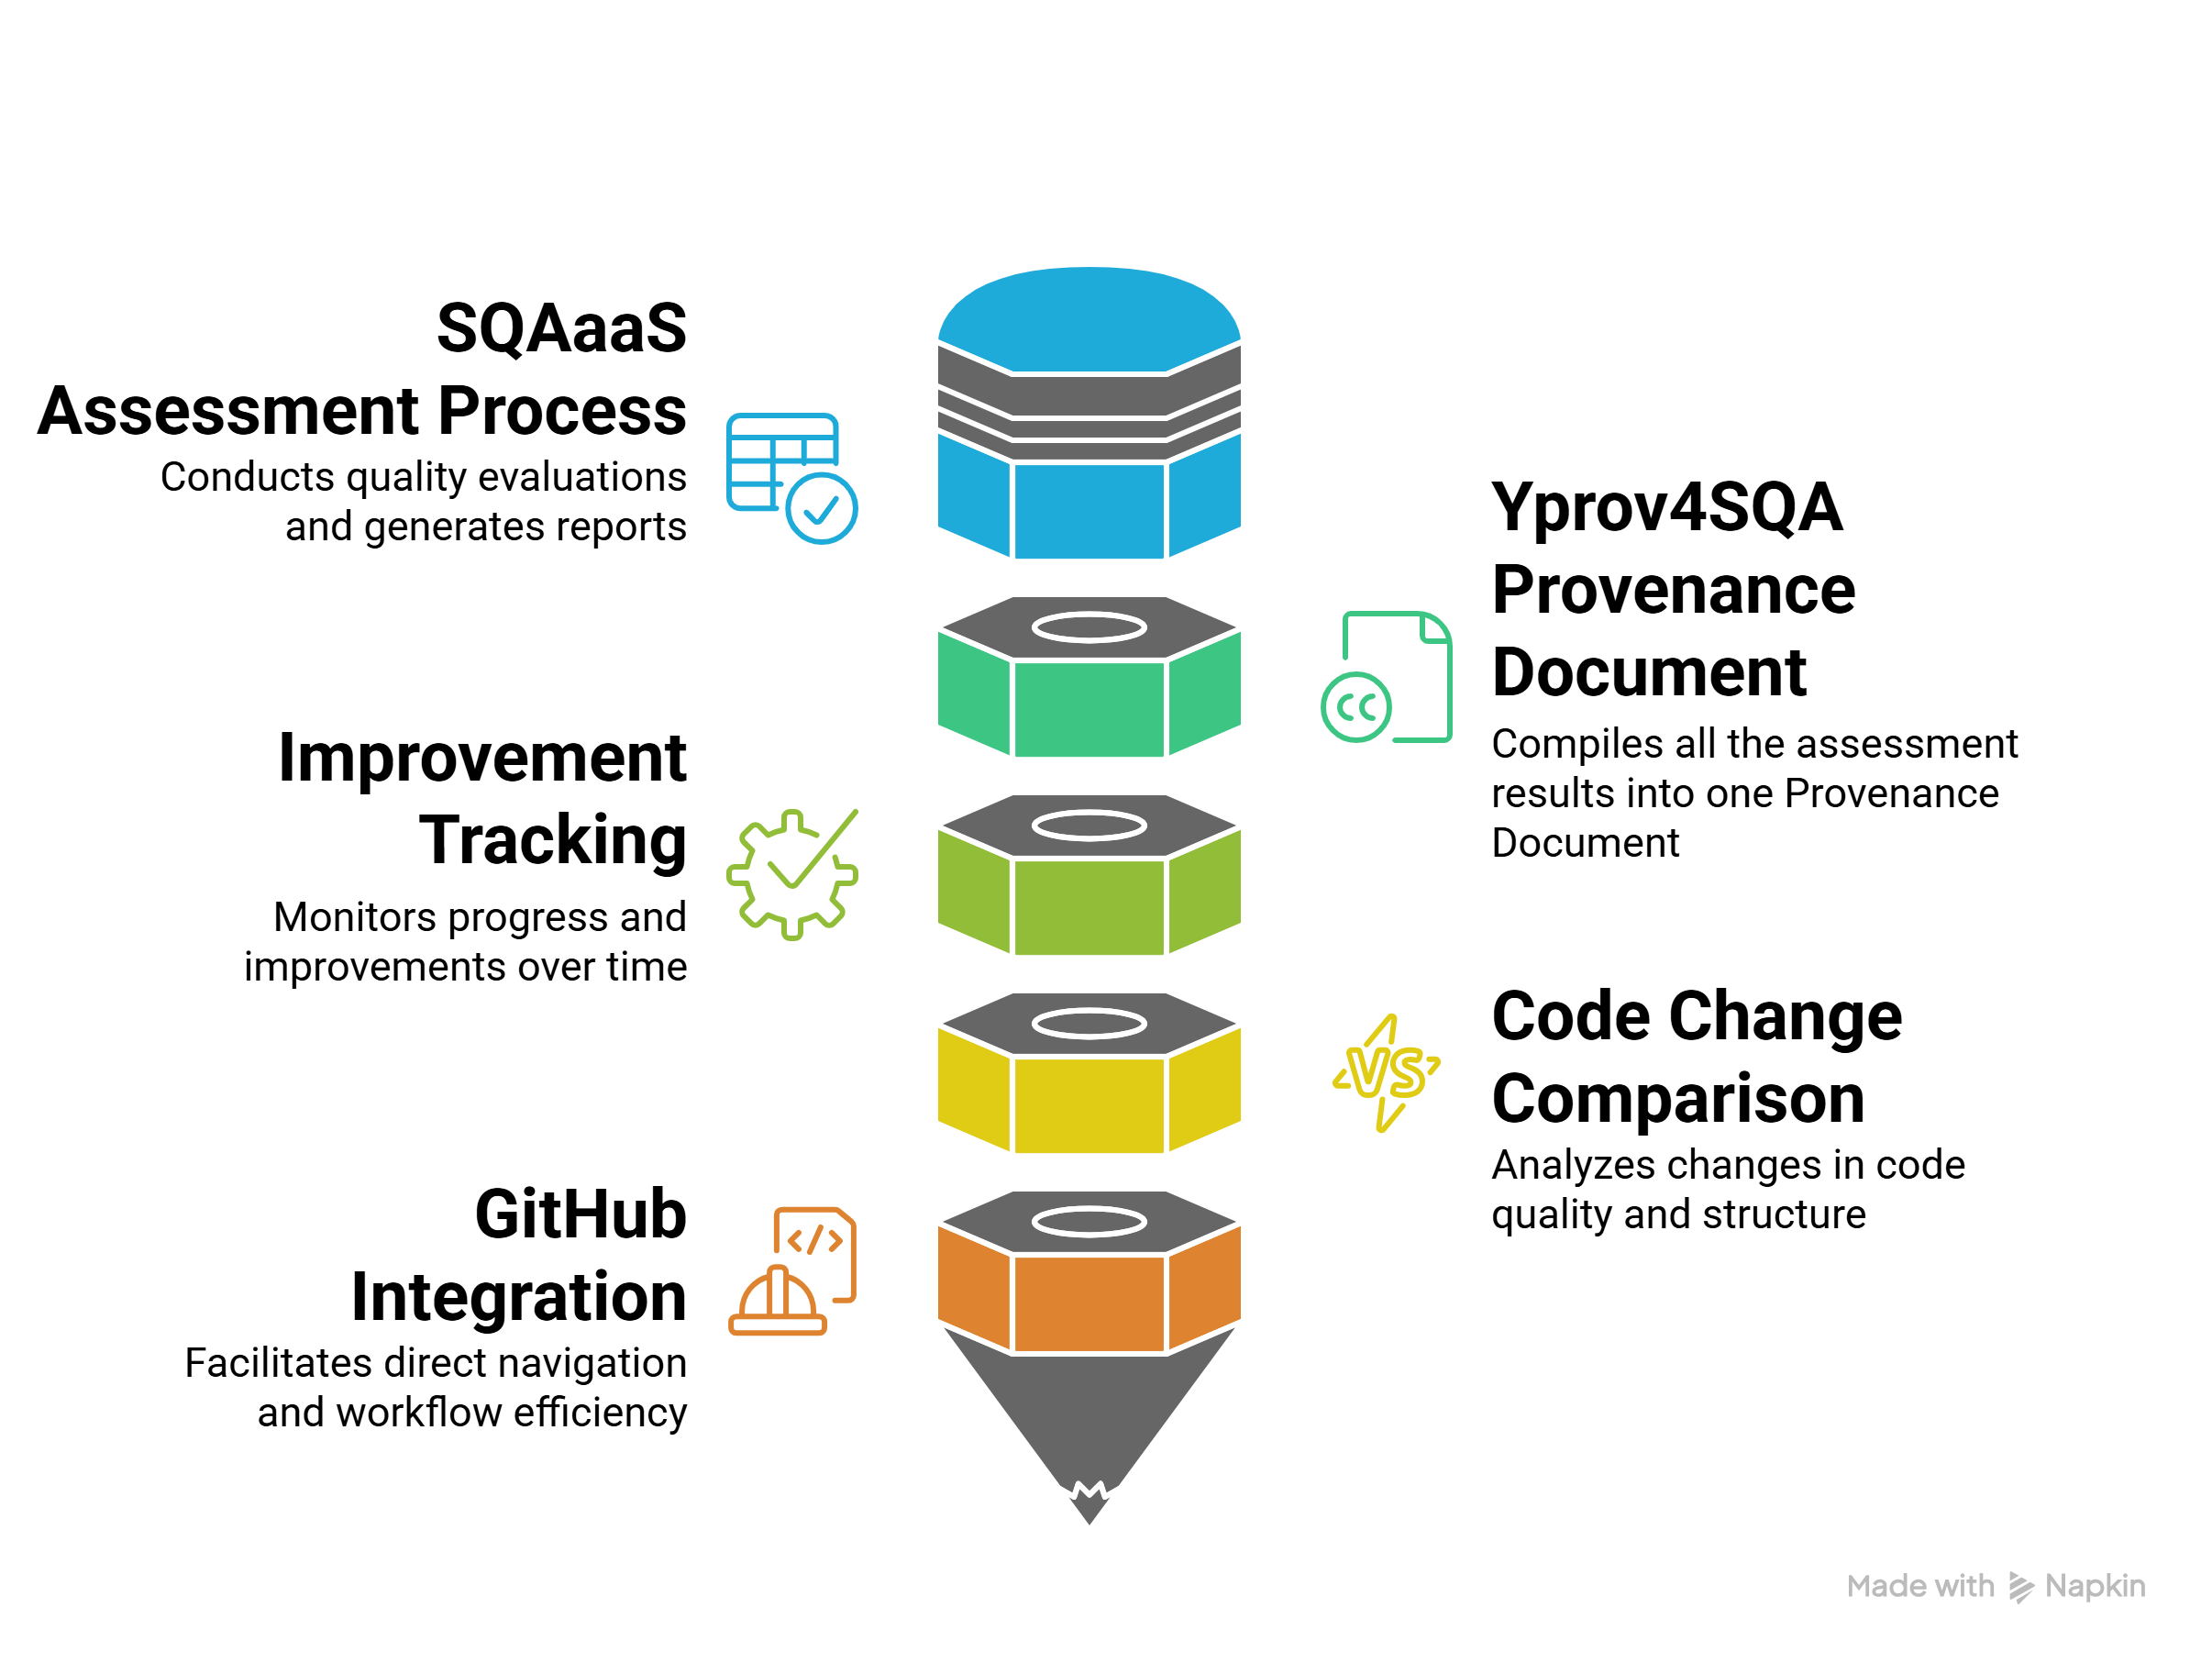 SQAaaS
Assessment Process
Conducts quality evaluations
and generates reports
Yprov4SQA
Provenance
Document
Compiles all the assessment
results into one Provenance
Document
Improvement
Tracking
Monitors progress and
improvements over time
Code Change
Comparison
Analyzes changes in code
quality and structure
GitHub
Integration
Facilitates direct navigation
and workflow efficiency
CC
VS
</>
Made with Napkin